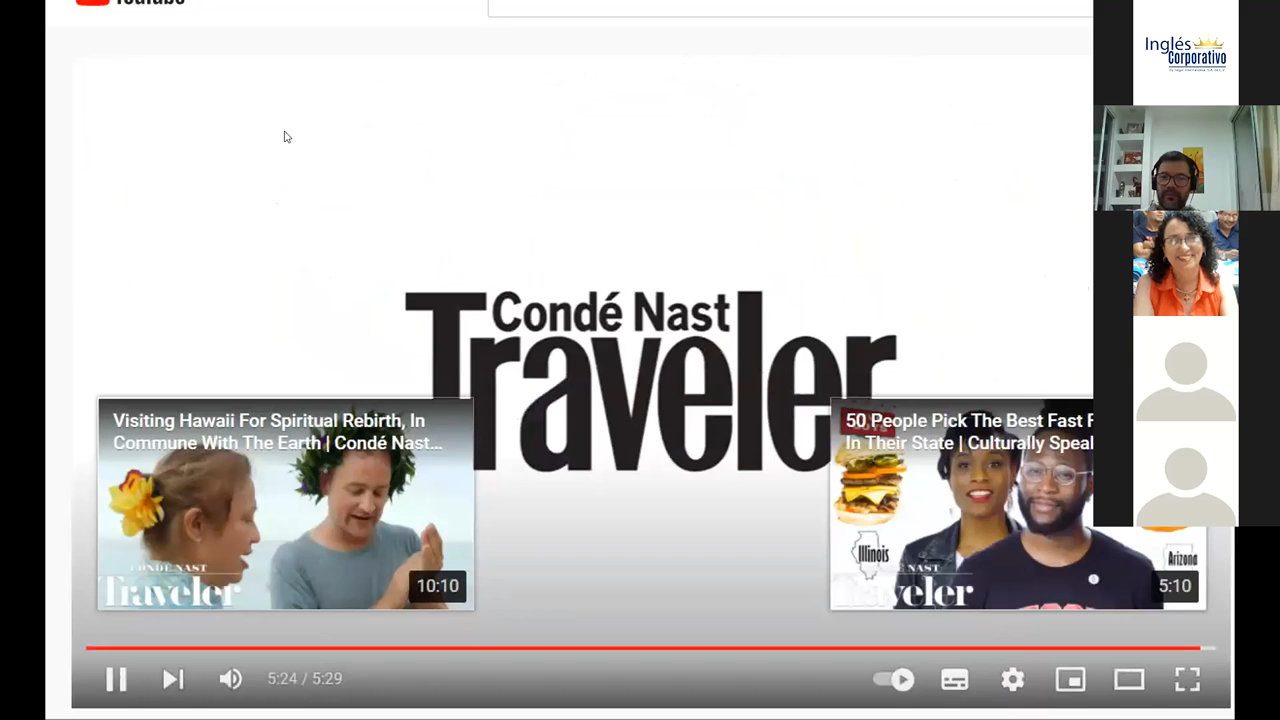 YouTube
Inglés
Corporativo
Condé Nast
Traveler
Visiting Hawaii For Spiritual Rebirth, In
Commune With The Earth | Condé Nast...
CONDÉ NAST
Traveler
10:10
50 People Pick The Best Fast F
In Their State | Culturally Speal
Illinois
Arizona
NAST
Traveler
5:10
5:24 / 5:29